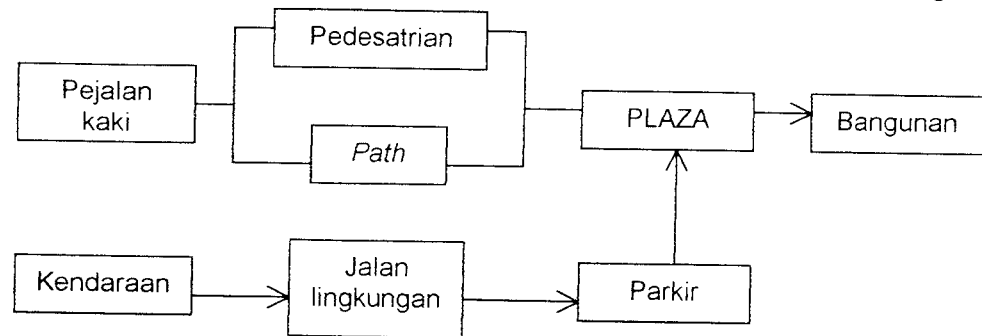 Pedesatrian
Pejalan
kaki
Path
PLAZA
Bangunan
Kendaraan
Jalan
lingkungan
Parkir